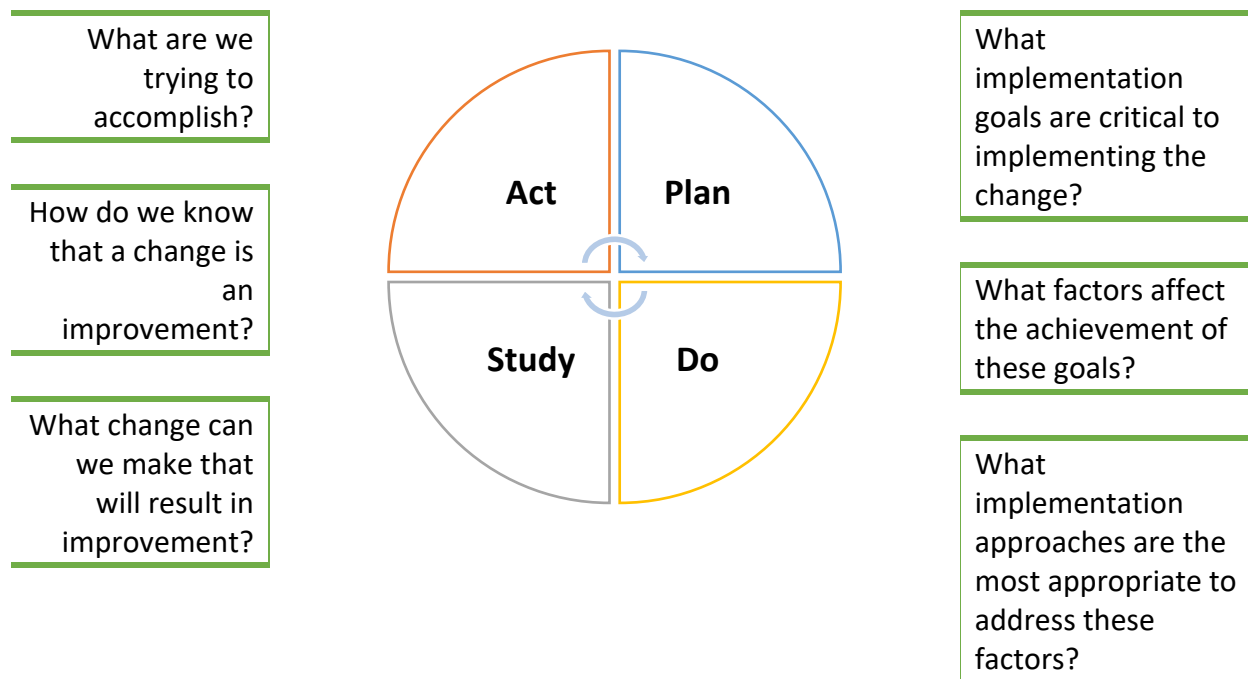 What are we
trying to
accomplish?
How do we know
that a change is
an
improvement?
What change can
we make that
will result in
improvement?
Act
Plan
Study
Do
What
implementation
goals are critical to
implementing the
change?
What factors affect
the achievement of
these goals?
What
implementation
approaches are the
most appropriate to
address these
factors?